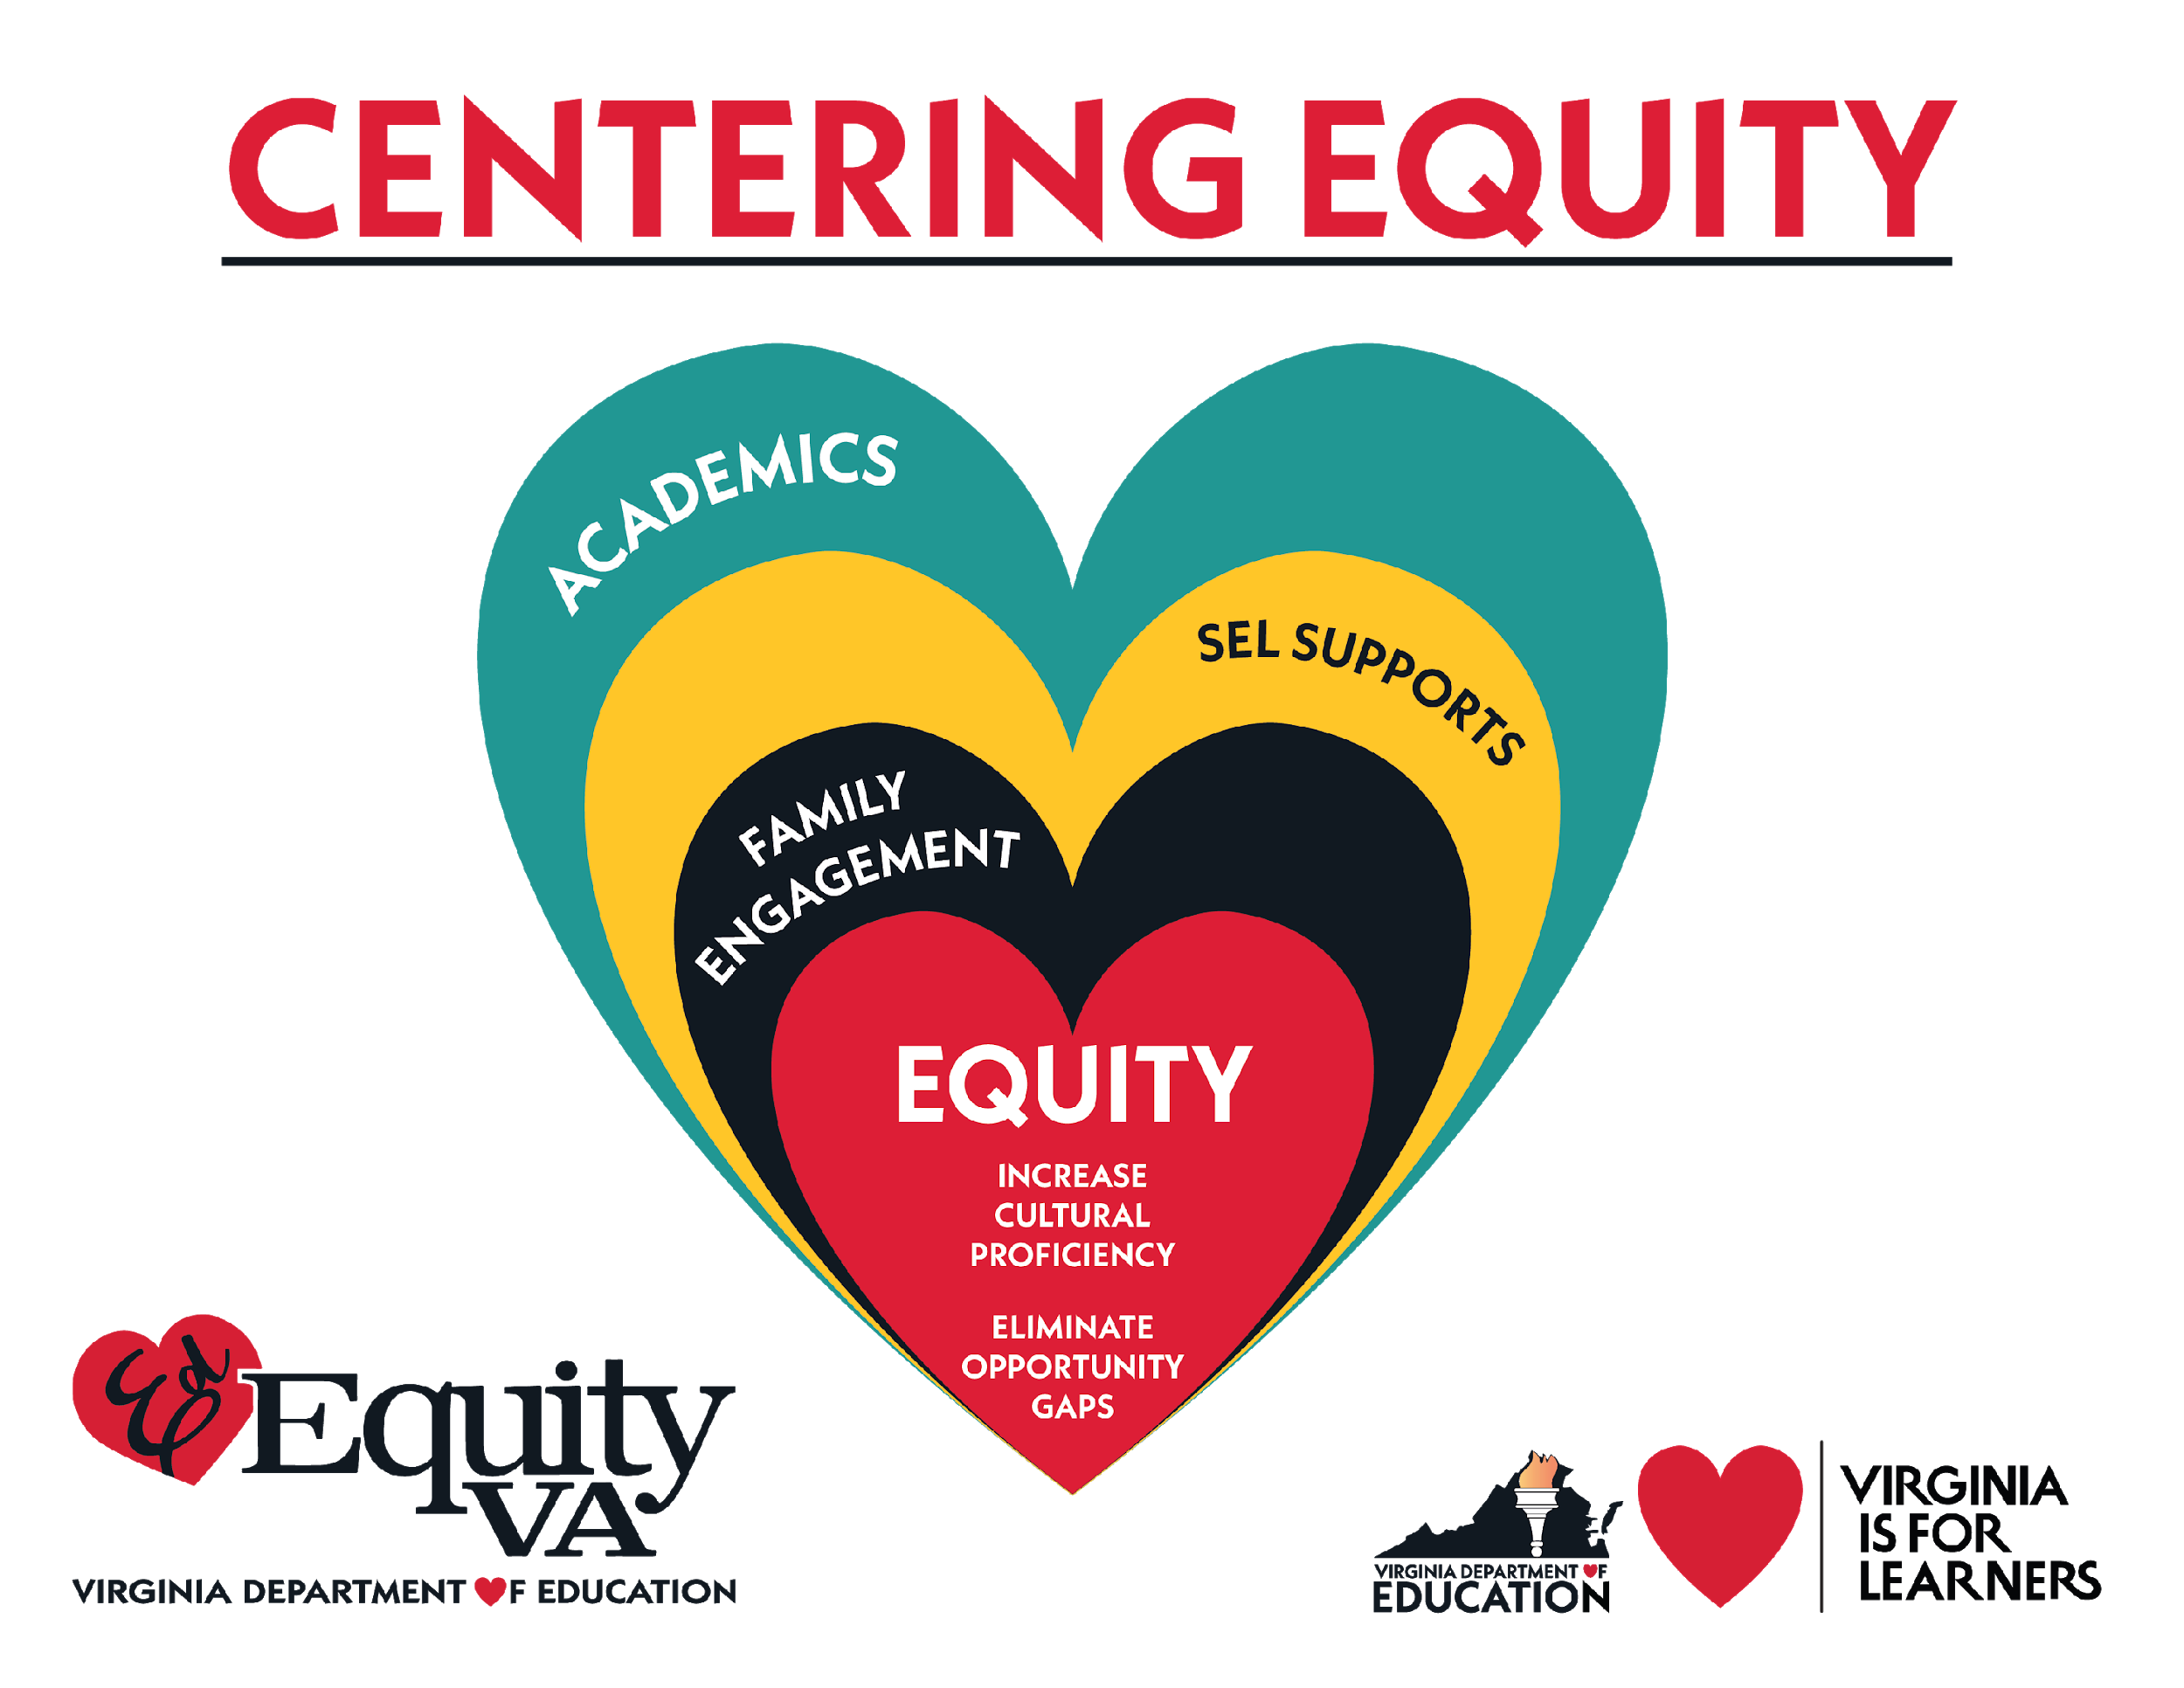 CENTERING EQUITY
ACADEMICS
SEL SUPPORTS
FAMILY
ENGAGEMENT
EQUITY
INCREASE
CULTURAL
PROFICIENCY
ELIMINATE
OPPORTUNITY
GAPS
Equity
VA
VIRGINIA DEPARTMENT OF EDUCATION
VIRGINIA DEPARTMENT OF
EDUCATION
VIRGINIA
IS FOR
LEARNERS